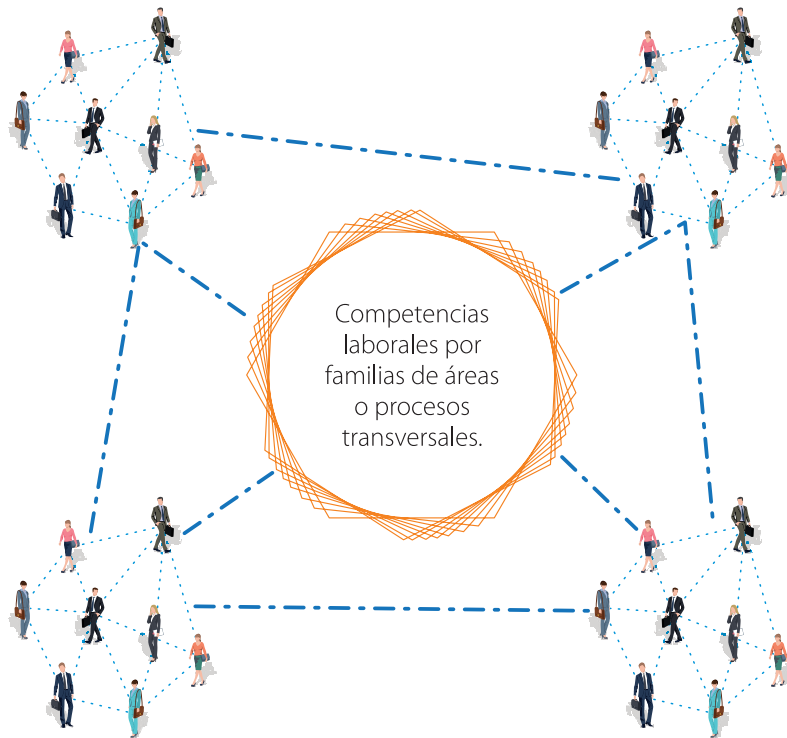 Competencias
laborales por
familias de áreas
o procesos
transversales.